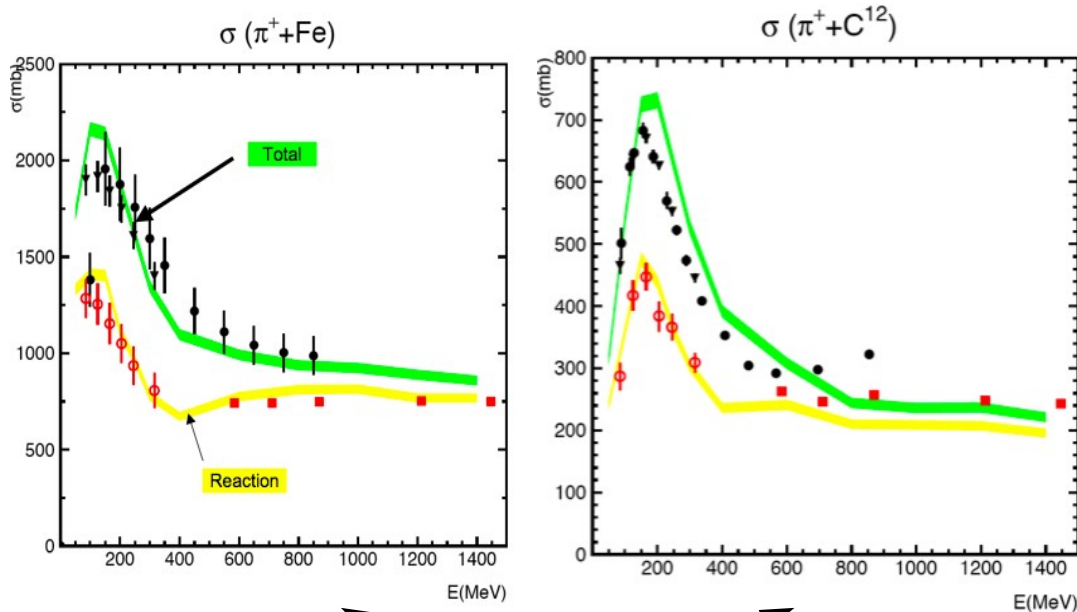 σ (π⁺+Fe)
σ(mb)
2500
2000
1500
1000
500
0
200 400 600 800 1000 1200 1400
E(MeV)
Total
Reaction
σ (π⁺+C¹²)
σ(mb)
800
700
600
500
400
300
200
100
0
200 400 600 800 1000 1200 1400
E(MeV)